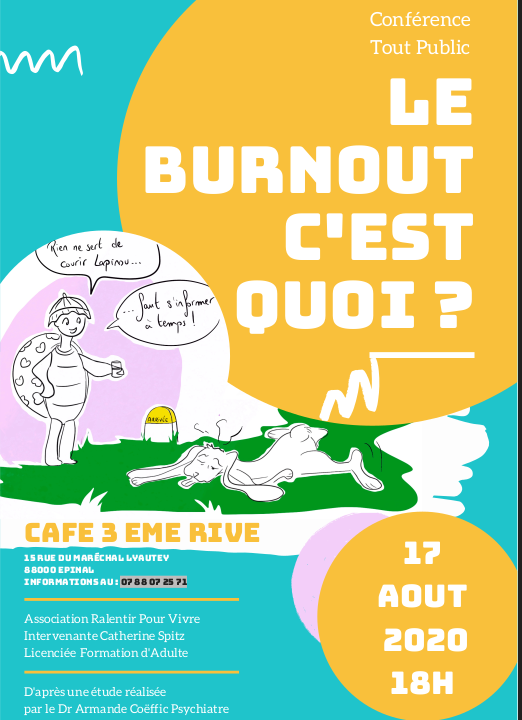 Conférence
Tout Public
LE
BURNOUT
C'EST
QUOI ?
Rien ne sert de
courir Lapinou...
...faut s'informer
à temps !
ARRIVÉE
CAFE 3 EME RIVE
15 RUE DU MARÉCHAL LYAUTEY
88000 EPINAL
INFORMATIONS AU : 07 88 07 25 71
17
AOUT
2020
18H
Association Ralentir Pour Vivre
Intervenante Catherine Spitz
Licenciée Formation d'Adulte
D'après une étude réalisée
par le Dr Armande Coëffic Psychiatre